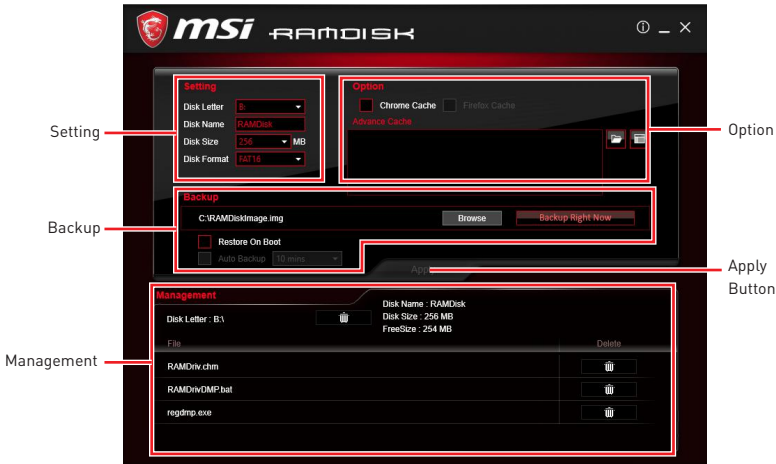 msi RAMDISK
Setting
Disk Letter B:
Disk Name RAMDisk
Disk Size 256 MB
Disk Format FAT16
Option
Chrome Cache Firefox Cache
Advance Cache
Backup
C:\RAMDiskImage.img Browse Backup Right Now
Restore On Boot
Auto Backup 10 mins
Apply
Management
Disk Letter : B:\
Disk Name : RAMDisk
Disk Size : 256 MB
FreeSize : 254 MB
File Delete
RAMDriv.chm
RAMDrivDMP.bat
regdmp.exe
Setting
Backup
Management
Option
Apply
Button